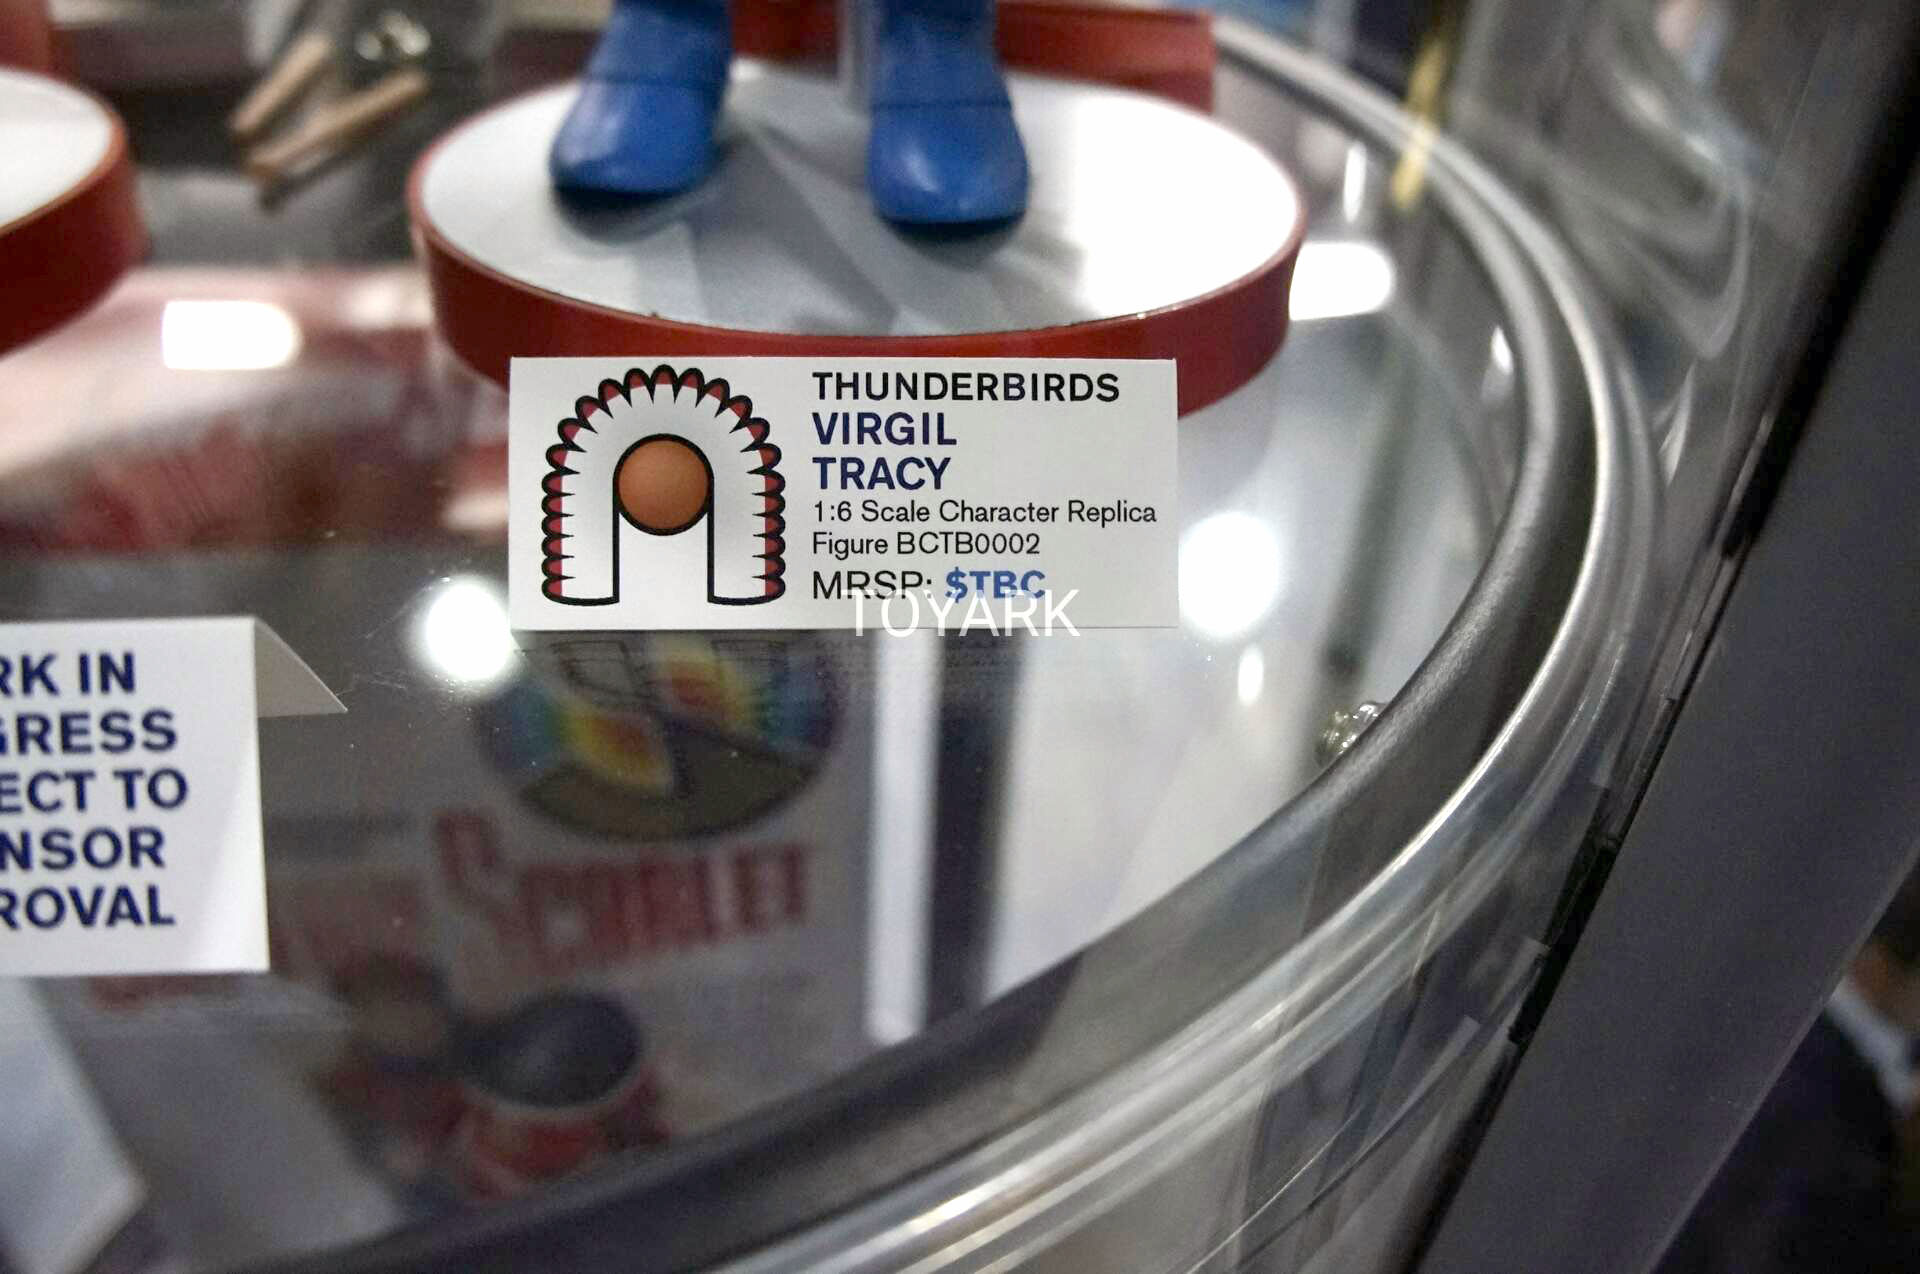 THUNDERBIRDS
VIRGIL
TRACY
1:6 Scale Character Replica
Figure BCTB0002
MRSP: $TBC
TOYARK
RK IN
GRESS
ECT TO
NSOR
ROVAL
SCARLET